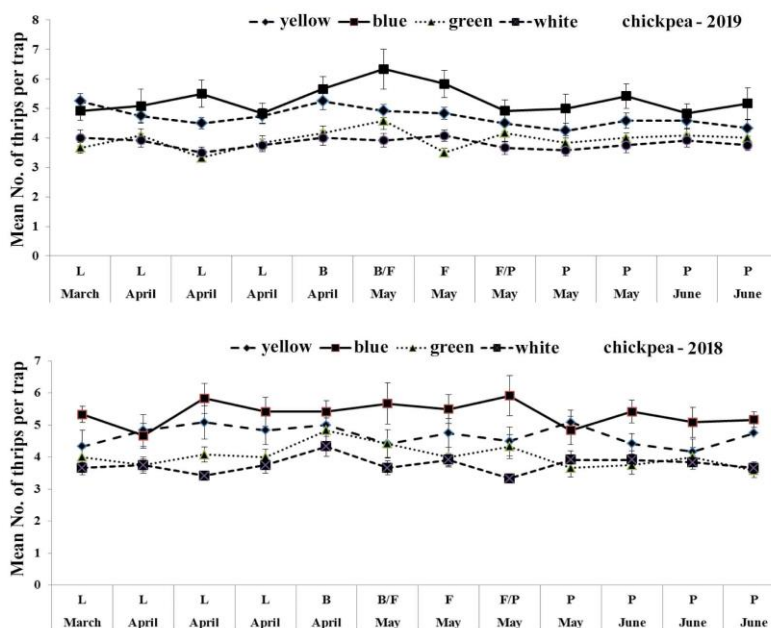 yellow blue green white chickpea - 2019
Mean No. of thrips per trap
8
7
6
5
4
3
2
1
0
L L L L B B/F F F/P P P P P
March April April April April May May May May May June June
yellow blue green white chickpea - 2018
Mean No. of thrips per trap
7
6
5
4
3
2
1
0
L L L L B B/F F F/P P P P P
March April April April April May May May May June June June